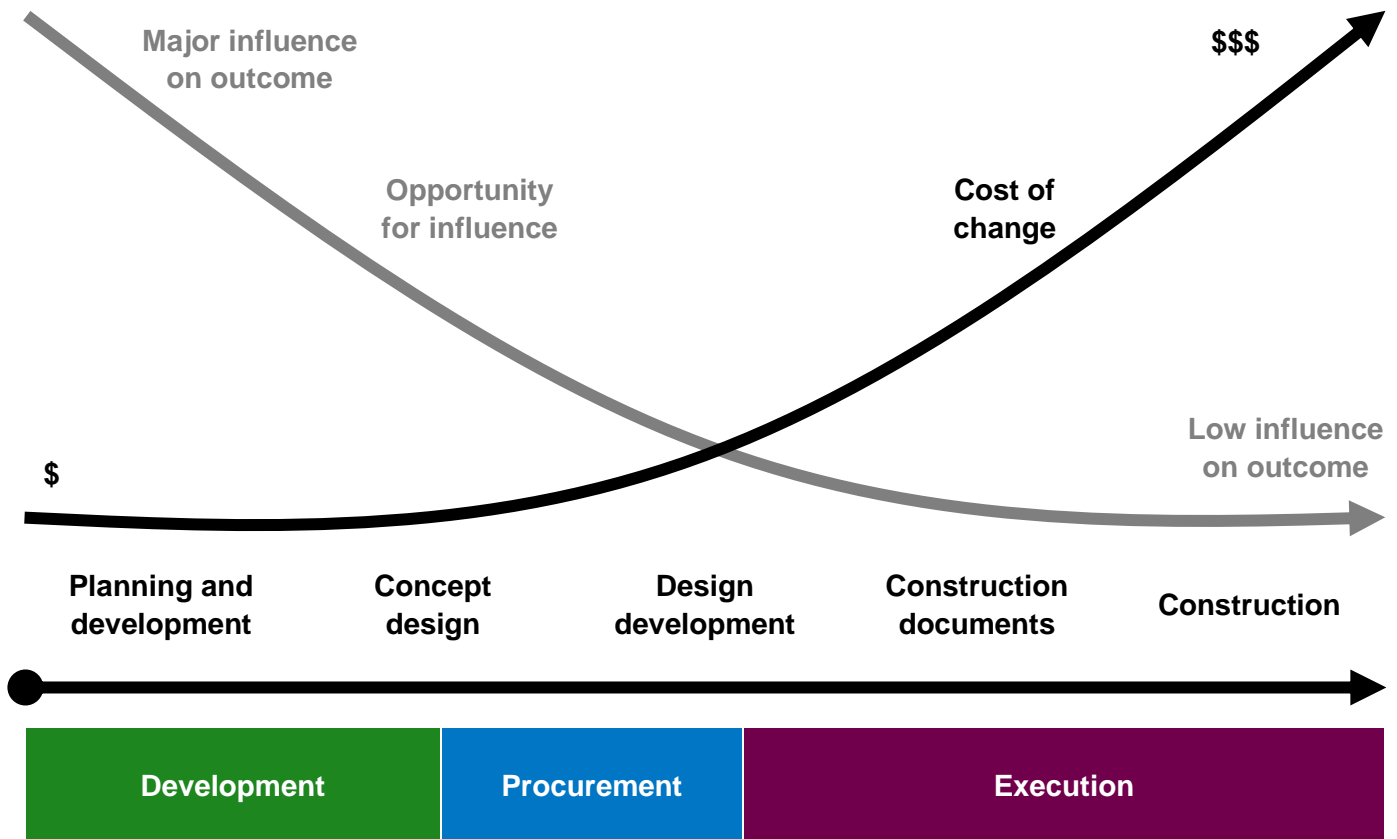 Major influence
on outcome
$$$
Opportunity
for influence
Cost of
change
Low influence
on outcome
$
Planning and
development
Concept
design
Design
development
Construction
documents
Construction
Development
Procurement
Execution